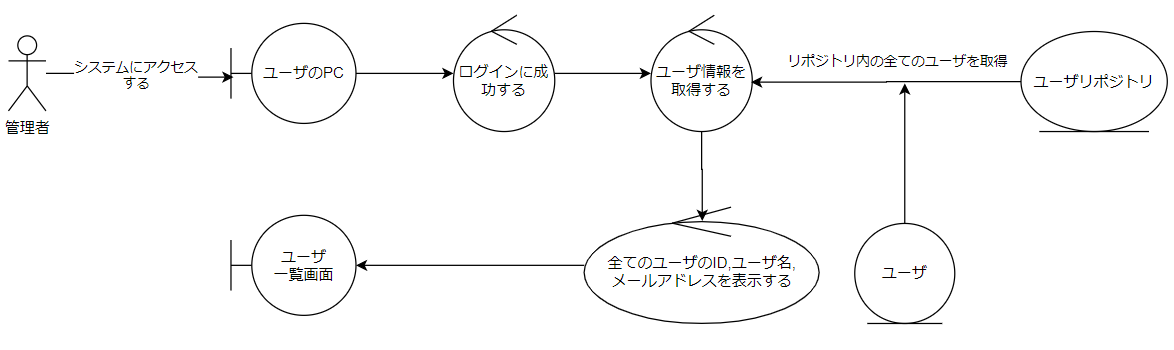 管理者
システムにアクセス
する
ユーザのPC
ログインに成
功する
ユーザ情報を
取得する
リポジトリ内の全てのユーザを取得
ユーザリポジトリ
ユーザ
一覧画面
全てのユーザのID,ユーザ名,
メールアドレスを表示する
ユーザ